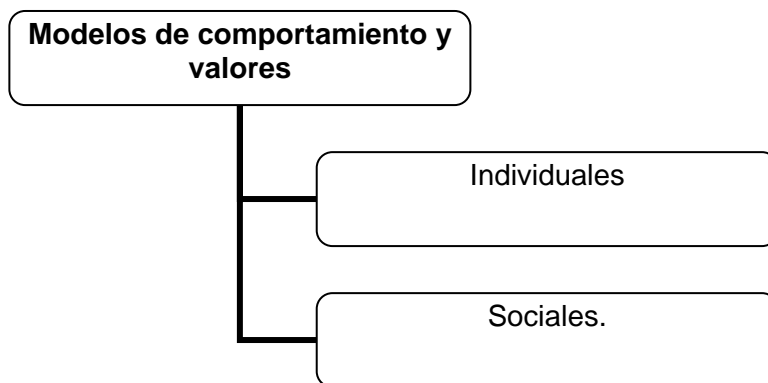 Modelos de comportamiento y
valores
Individuales
Sociales.